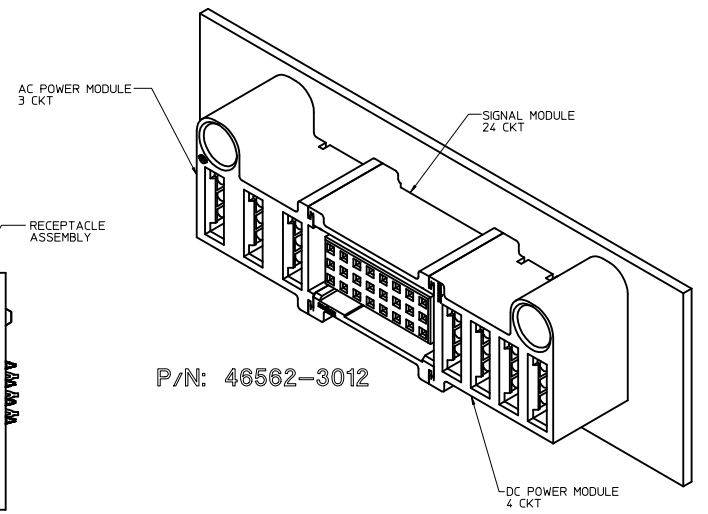 AC POWER MODULE
3 CKT
SIGNAL MODULE
24 CKT
RECEPTACLE
ASSEMBLY
P/N: 46562-3012
DC POWER MODULE
4 CKT